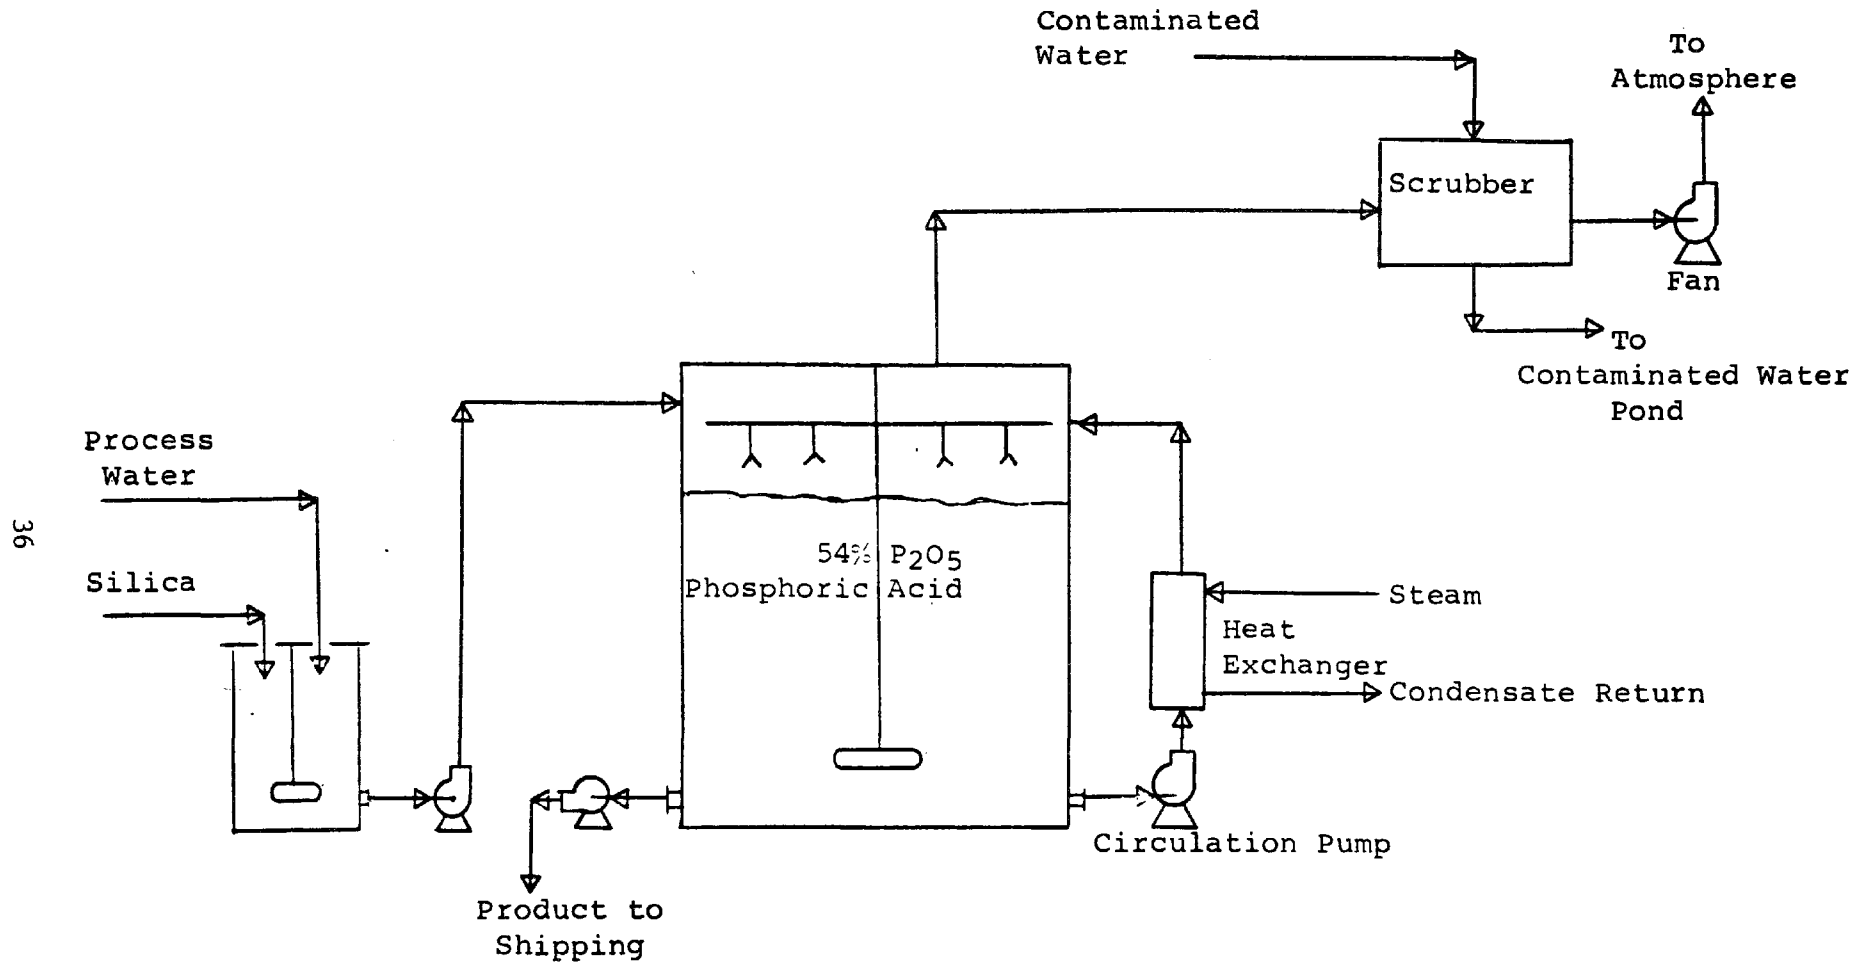 Contaminated
Water
To
Atmosphere
Scrubber
Fan
To
Contaminated Water
Pond
Process
Water
Silica
54% P₂O₅
Phosphoric Acid
Steam
Heat
Exchanger
Condensate Return
Circulation Pump
Product to
Shipping
36